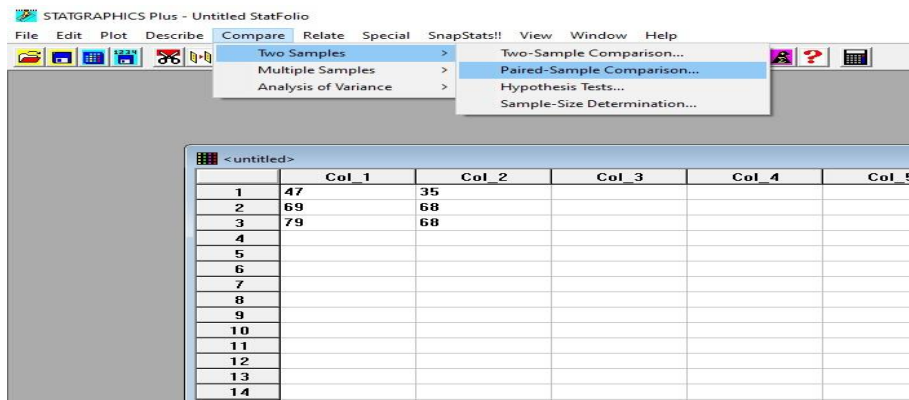 STATGRAPHICS Plus - Untitled StatFolio
File Edit Plot Describe Compare Relate Special SnapStats!! View Window Help
Two Samples > Two-Sample Comparison...
Multiple Samples > Paired-Sample Comparison...
Analysis of Variance > Hypothesis Tests...
Sample-Size Determination...
<untitled>
Col_1 Col_2 Col_3 Col_4
1 47 35
2 69 68
3 79 68
4
5
6
7
8
9
10
11
12
13
14